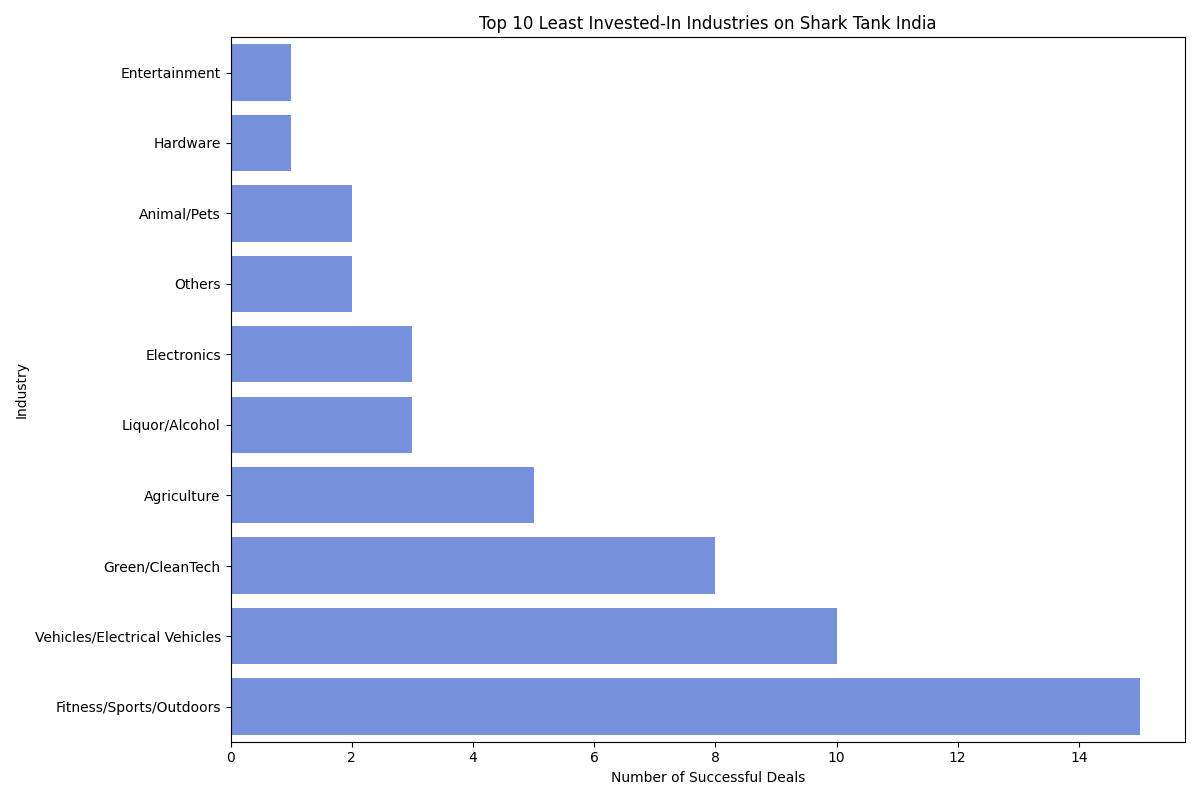 Top 10 Least Invested-In Industries on Shark Tank India
Entertainment
Hardware
Animal/Pets
Others
Electronics
Liquor/Alcohol
Agriculture
Green/CleanTech
Vehicles/Electrical Vehicles
Fitness/Sports/Outdoors
Industry
0 2 4 6 8 10 12 14
Number of Successful Deals